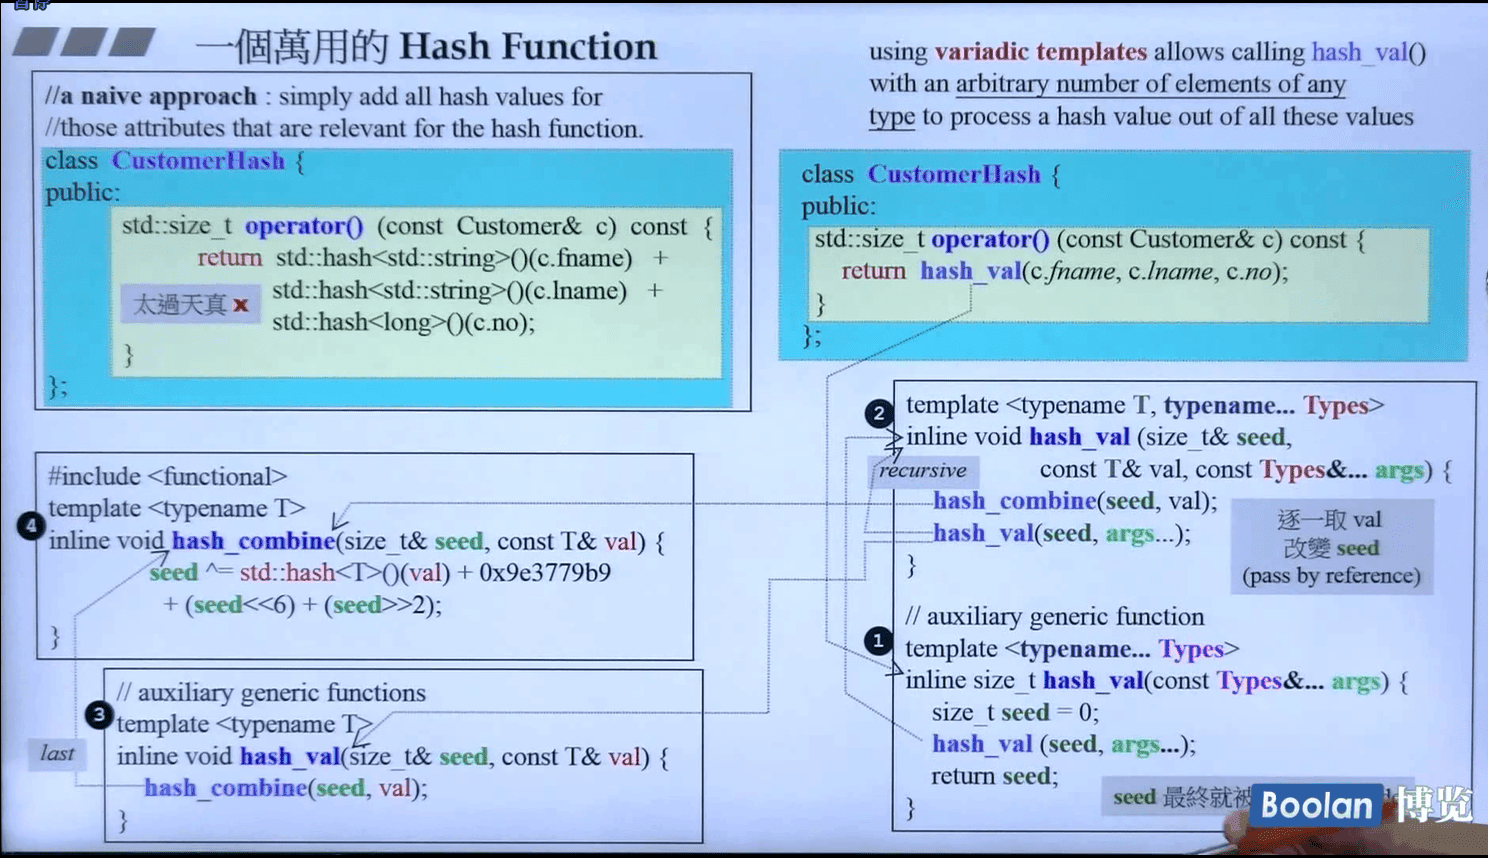 一個萬用的 Hash Function
//a naive approach : simply add all hash values for
//those attributes that are relevant for the hash function.
class CustomerHash {
public:
std::size_t operator() (const Customer& c) const {
return std::hash<std::string>()(c.fname) +
std::hash<std::string>()(c.lname) +
std::hash<long>()(c.no);
}
};
太過天真 x
using variadic templates allows calling hash_val()
with an arbitrary number of elements of any
type to process a hash value out of all these values
class CustomerHash {
public:
std::size_t operator() (const Customer& c) const {
return hash_val(c.fname, c.lname, c.no);
}
};
2
template <typename T, typename... Types>
inline void hash_val (size_t& seed,
const T& val, const Types&... args) {
hash_combine(seed, val);
hash_val(seed, args...);
}
recursive
逐一取 val
改變 seed
(pass by reference)
1
// auxiliary generic function
template <typename... Types>
inline size_t hash_val(const Types&... args) {
size_t seed = 0;
hash_val (seed, args...);
return seed;
}
seed 最終就被
4
#include <functional>
template <typename T>
inline void hash_combine(size_t& seed, const T& val) {
seed ^= std::hash<T>()(val) + 0x9e3779b9
+ (seed<<6) + (seed>>2);
}
3
// auxiliary generic functions
template <typename T>
inline void hash_val(size_t& seed, const T& val) {
hash_combine(seed, val);
}
last
Boolan 博览